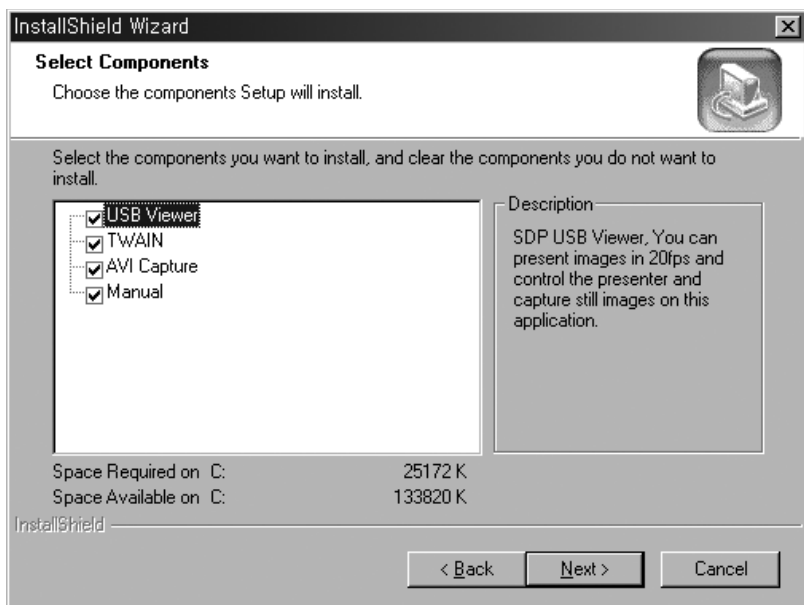 InstallShield Wizard
Select Components
Choose the components Setup will install.
Select the components you want to install, and clear the components you do not want to
install.
USB Viewer
TWAIN
AVI Capture
Manual
Description
SDP USB Viewer, You can
present images in 20fps and
control the presenter and
capture still images on this
application.
Space Required on C: 25172 K
Space Available on C: 133820 K
InstallShield
< Back Next > Cancel